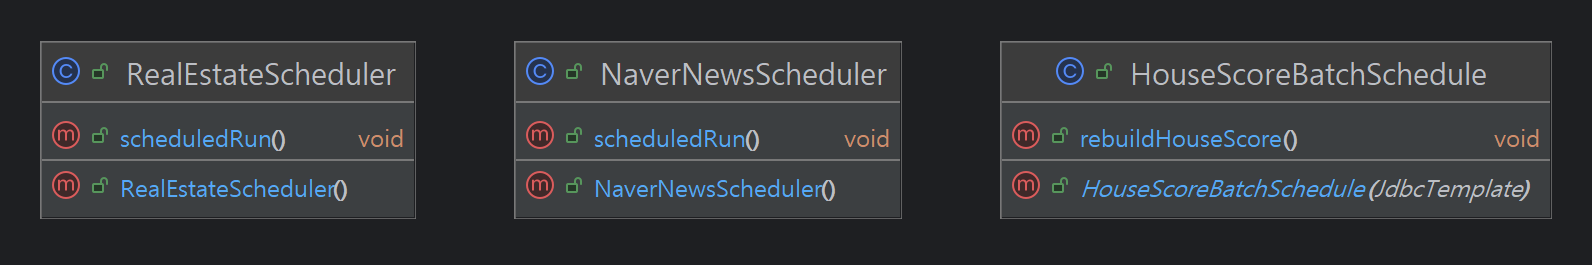 RealEstateScheduler
scheduledRun() void
RealEstateScheduler()
NaverNewsScheduler
scheduledRun() void
NaverNewsScheduler()
HouseScoreBatchSchedule
rebuildHouseScore() void
HouseScoreBatchSchedule(JdbcTemplate)